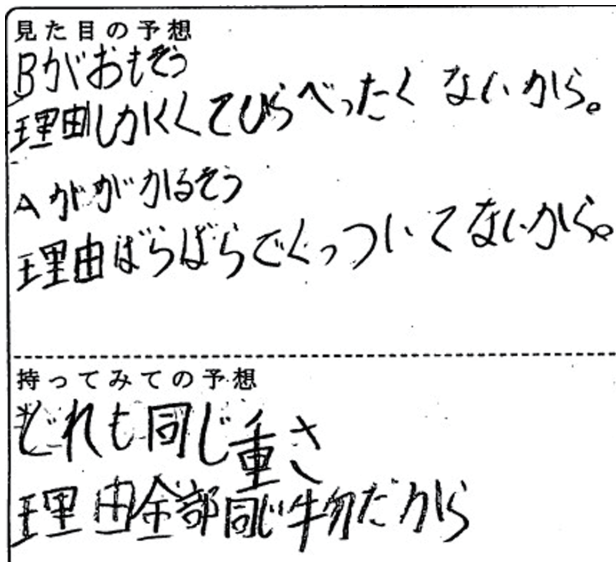 見た目の予想
Bがおもそう
理由しかくてひらべったくないから。
Aががかるそう
理由ばらばらでくっついてないから。
持ってみての予想
どれも同じ重さ
理由全部同じ物だから